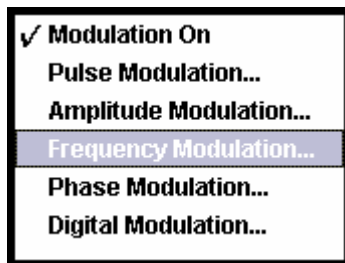 ✓ Modulation On
Pulse Modulation...
Amplitude Modulation...
Frequency Modulation...
Phase Modulation...
Digital Modulation...